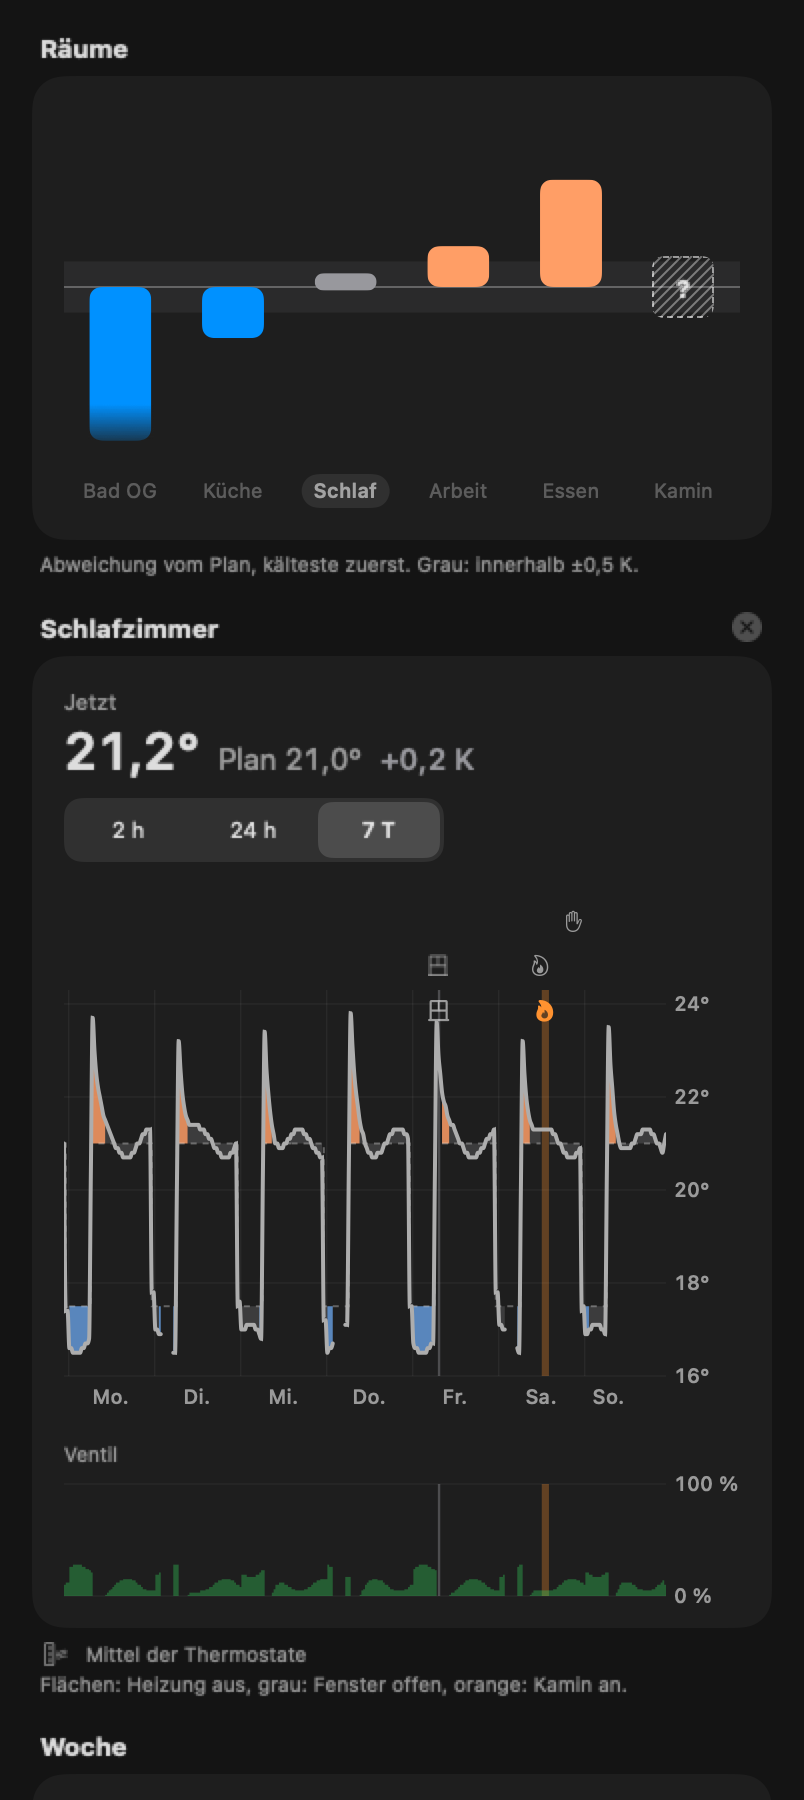 Räume
?
Bad OG Küche Schlaf Arbeit Essen Kamin
Abweichung vom Plan, kälteste zuerst. Grau: innerhalb ±0,5 K.
Schlafzimmer
Jetzt
21,2° Plan 21,0° +0,2 K
2 h 24 h 7 T
24°
22°
20°
18°
16°
Mo. Di. Mi. Do. Fr. Sa. So.
Ventil
100 %
0 %
Mittel der Thermostate
Flächen: Heizung aus, grau: Fenster offen, orange: Kamin an.
Woche